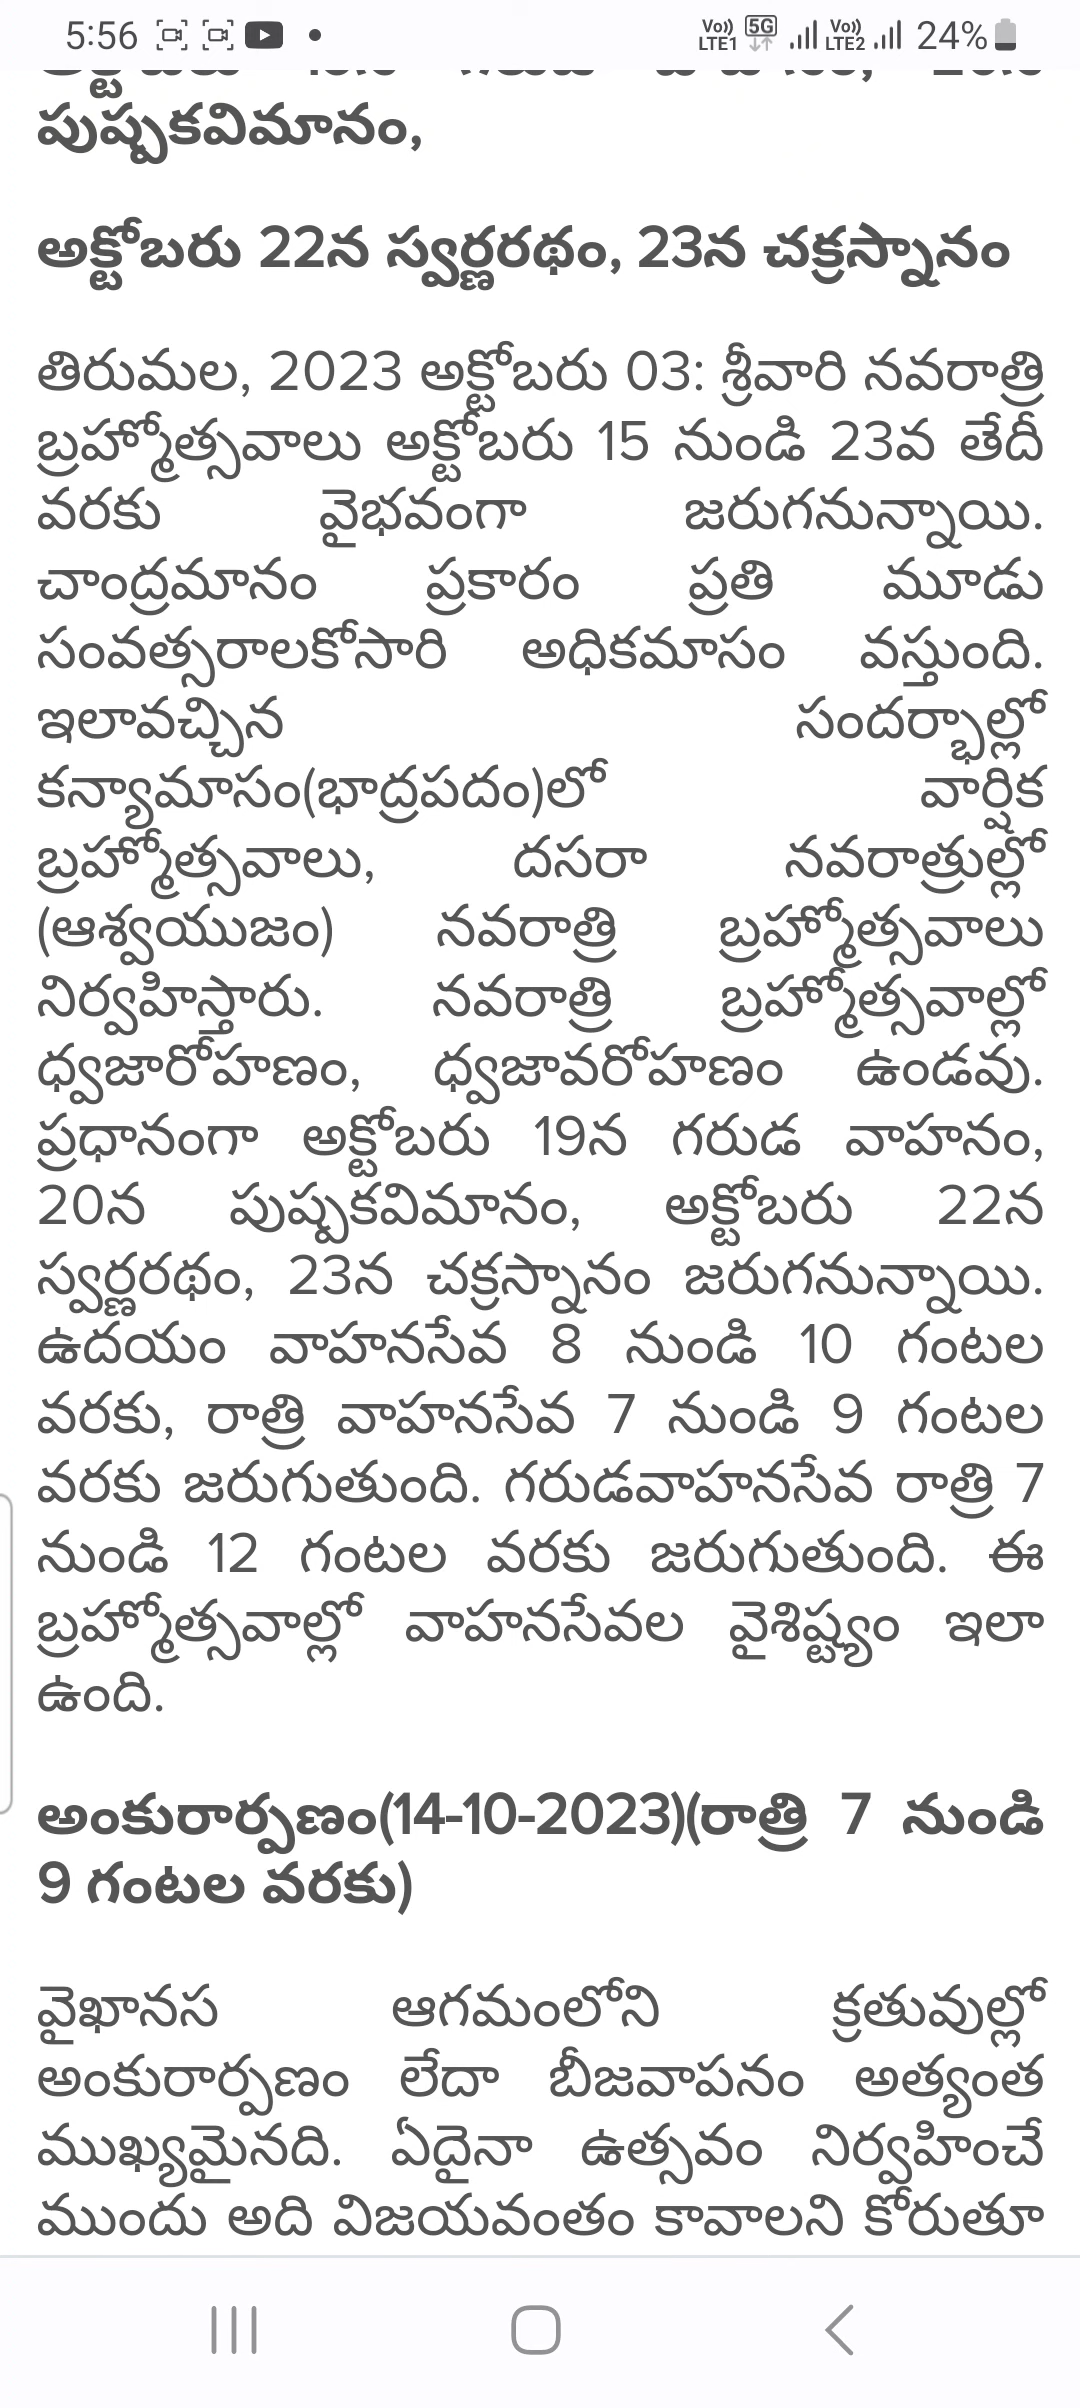 5:56
Vo)) LTE1 5G Vo)) LTE2 24%
పుష్పకవిమానం,
అక్టోబరు 22న స్వర్ణరథం, 23న చక్రస్నానం
తిరుమల, 2023 అక్టోబరు 03: శ్రీవారి నవరాత్రి
బ్రహ్మోత్సవాలు అక్టోబరు 15 నుండి 23వ తేదీ
వరకు వైభవంగా జరుగనున్నాయి.
చాంద్రమానం ప్రకారం ప్రతి మూడు
సంవత్సరాలకోసారి అధికమాసం వస్తుంది.
ఇలావచ్చిన సందర్భాల్లో
కన్యామాసం(భాద్రపదం)లో వార్షిక
బ్రహ్మోత్సవాలు, దసరా నవరాత్రుల్లో
(ఆశ్వయుజం) నవరాత్రి బ్రహ్మోత్సవాలు
నిర్వహిస్తారు. నవరాత్రి బ్రహ్మోత్సవాల్లో
ధ్వజారోహణం, ధ్వజావరోహణం ఉండవు.
ప్రధానంగా అక్టోబరు 19న గరుడ వాహనం,
20న పుష్పకవిమానం, అక్టోబరు 22న
స్వర్ణరథం, 23న చక్రస్నానం జరుగనున్నాయి.
ఉదయం వాహనసేవ 8 నుండి 10 గంటల
వరకు, రాత్రి వాహనసేవ 7 నుండి 9 గంటల
వరకు జరుగుతుంది. గరుడవాహనసేవ రాత్రి 7
నుండి 12 గంటల వరకు జరుగుతుంది. ఈ
బ్రహ్మోత్సవాల్లో వాహనసేవల వైశిష్ట్యం ఇలా
ఉంది.
అంకురార్పణం(14-10-2023)(రాత్రి 7 నుండి
9 గంటల వరకు)
వైఖానస ఆగమంలోని క్రతువుల్లో
అంకురార్పణం లేదా బీజవాపనం అత్యంత
ముఖ్యమైనది. ఏదైనా ఉత్సవం నిర్వహించే
ముందు అది విజయవంతం కావాలని కోరుతూ